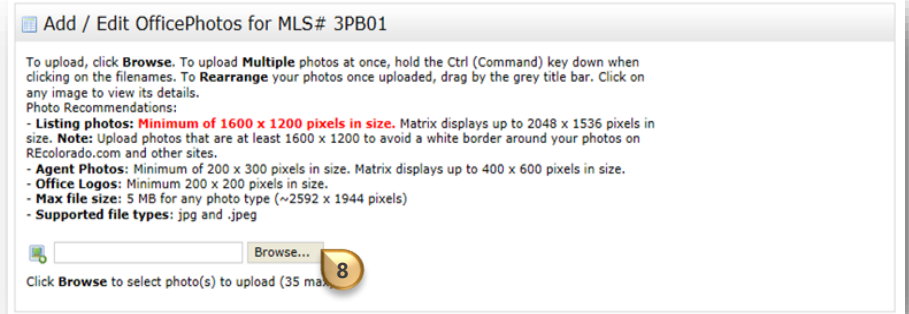 Add / Edit OfficePhotos for MLS# 3PB01
To upload, click Browse. To upload Multiple photos at once, hold the Ctrl (Command) key down when
clicking on the filenames. To Rearrange your photos once uploaded, drag by the grey title bar. Click on
any image to view its details.
Photo Recommendations:
- Listing photos: Minimum of 1600 x 1200 pixels in size. Matrix displays up to 2048 x 1536 pixels in
size. Note: Upload photos that are at least 1600 x 1200 to avoid a white border around your photos on
REcolorado.com and other sites.
- Agent Photos: Minimum of 200 x 300 pixels in size. Matrix displays up to 400 x 600 pixels in size.
- Office Logos: Minimum 200 x 200 pixels in size.
- Max file size: 5 MB for any photo type (~2592 x 1944 pixels)
- Supported file types: jpg and .jpeg
Browse...
8
Click Browse to select photo(s) to upload (35 max